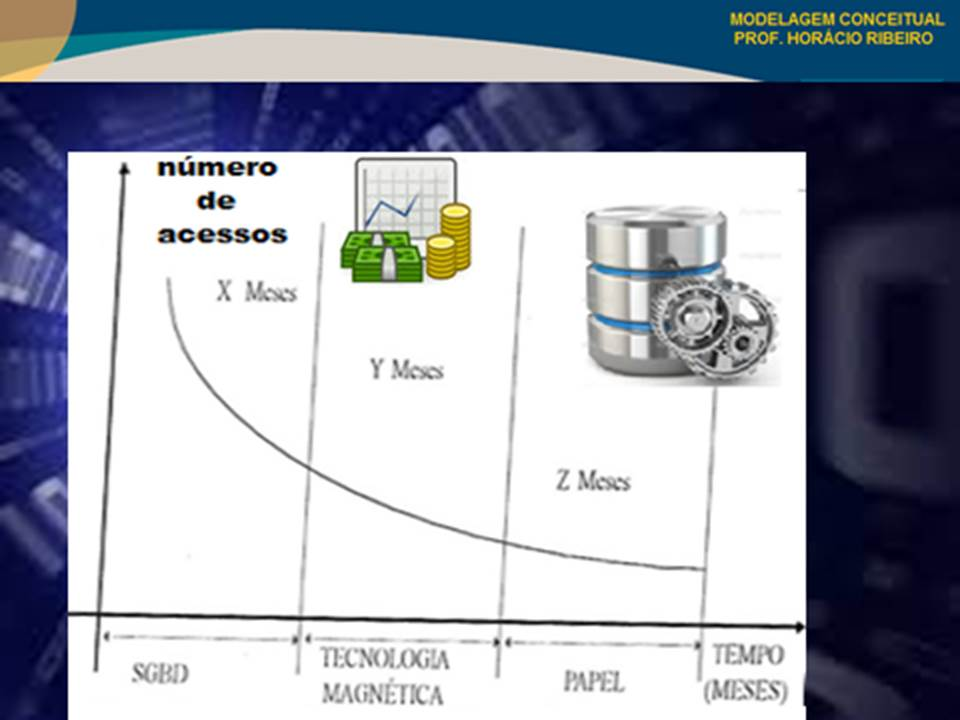 MODELAGEM CONCEITUAL
PROF. HORÁCIO RIBEIRO
número
de
acessos
X Meses
Y Meses
Z Meses
SGBD
TECNOLOGIA
MAGNÉTICA
PAPEL
TEMPO
(MESES)